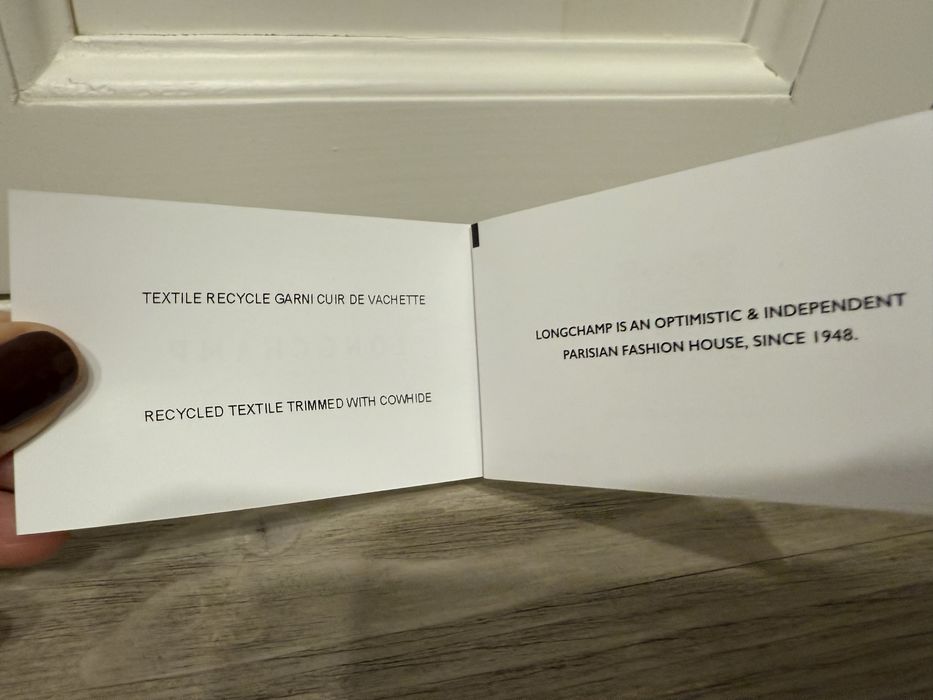 TEXTILE RECYCLE GARNI CUIR DE VACHETTE
RECYCLED TEXTILE TRIMMED WITH COWHIDE
LONGCHAMP IS AN OPTIMISTIC & INDEPENDENT
PARISIAN FASHION HOUSE, SINCE 1948.